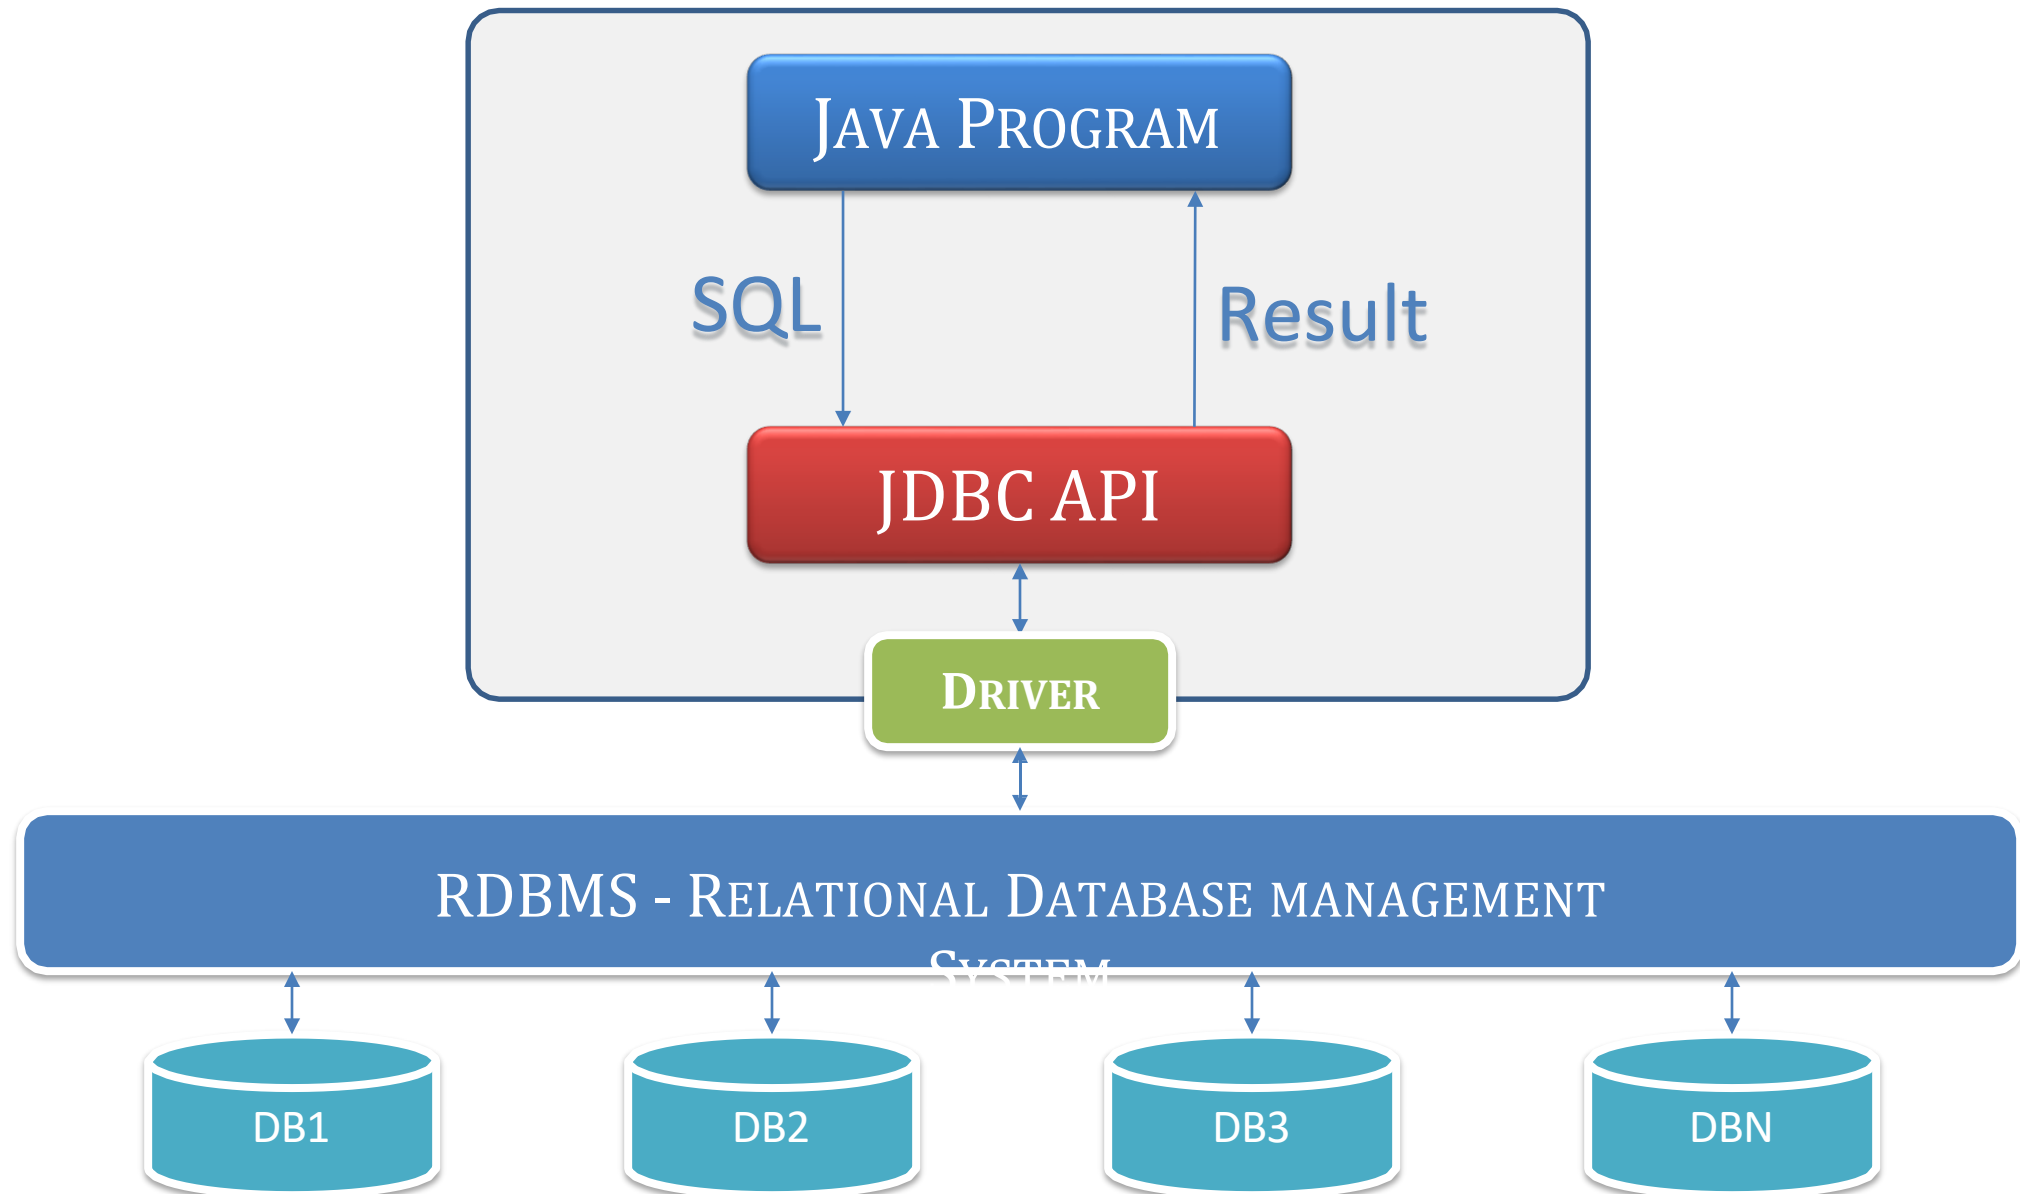 JAVA PROGRAM
SQL
Result
JDBC API
DRIVER
RDBMS - RELATIONAL DATABASE MANAGEMENT
SYSTEM
DB1
DB2
DB3
DBN